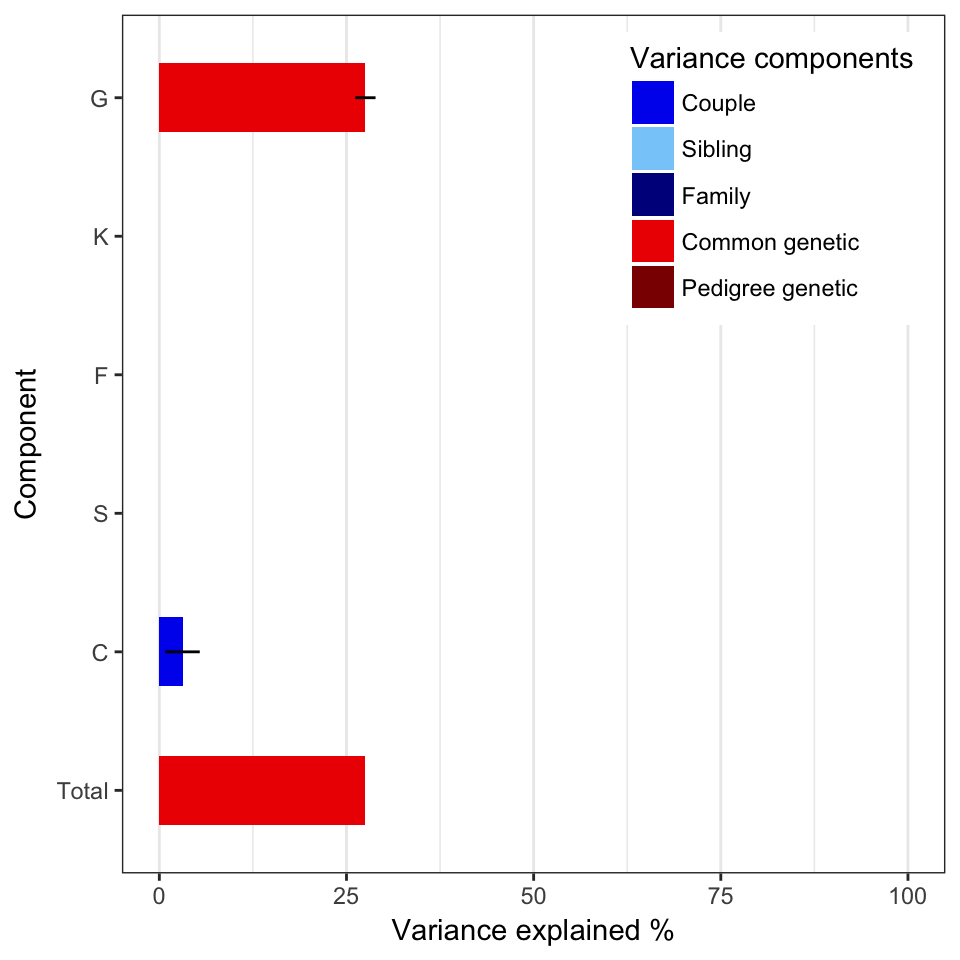 Variance components
Couple
Sibling
Family
Common genetic
Pedigree genetic
Component
G
K
F
S
C
Total
0 25 50 75 100
Variance explained %